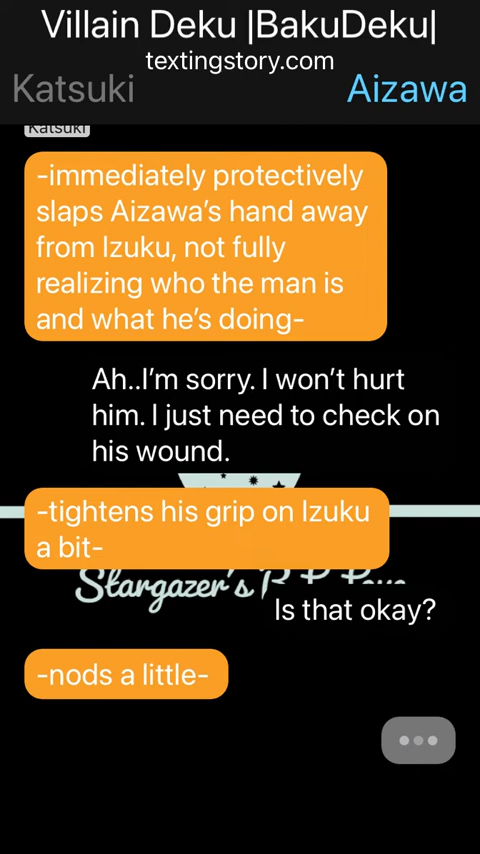 Villain Deku |BakuDeku|
textingstory.com
Katsuki
Aizawa
Katsuki
-immediately protectively
slaps Aizawa's hand away
from Izuku, not fully
realizing who the man is
and what he's doing-
Ah..I'm sorry. I won't hurt
him. I just need to check on
his wound.
-tightens his grip on Izuku
a bit-
Stargazer's
Is that okay?
-nods a little-